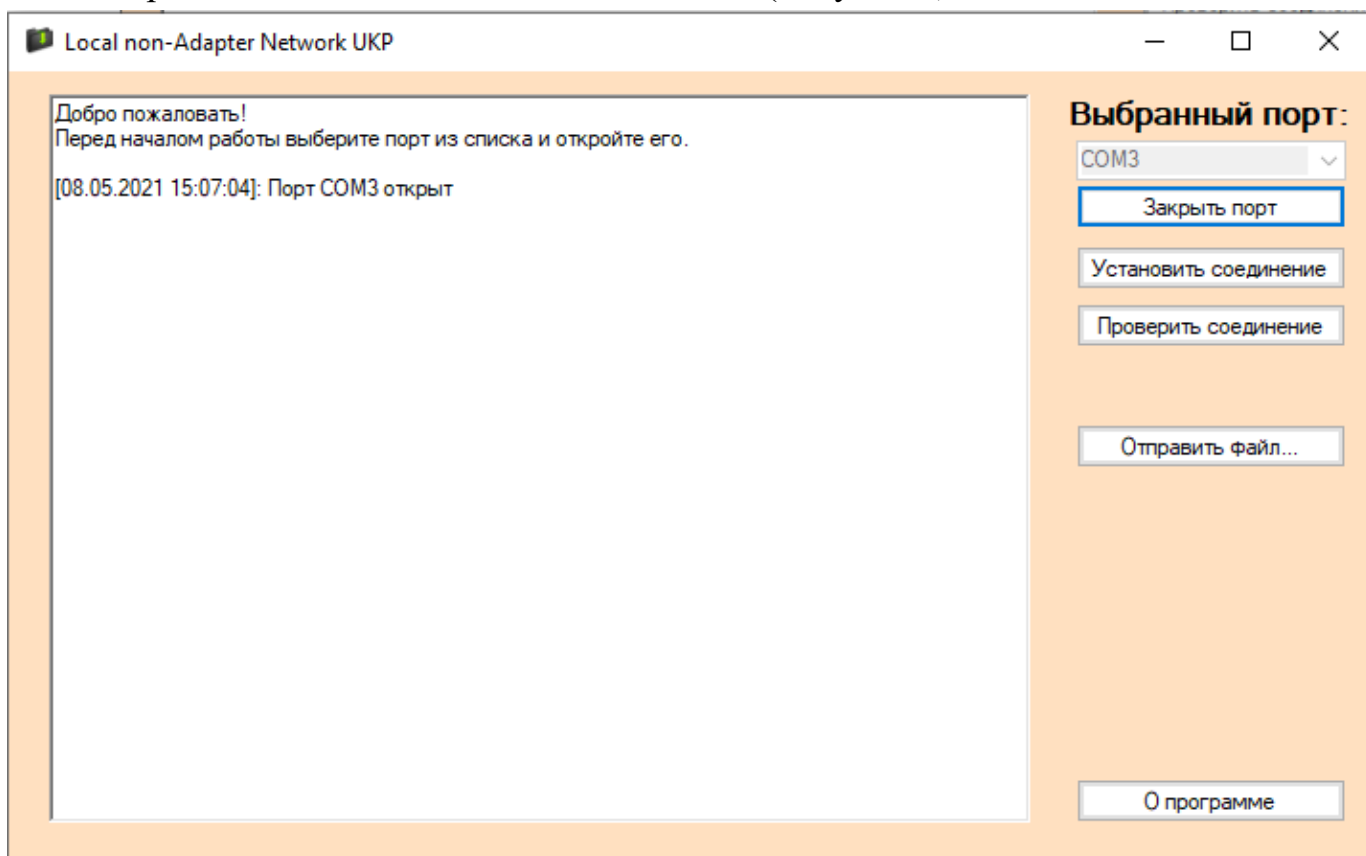 Local non-Adapter Network UKP
Добро пожаловать!
Перед началом работы выберите порт из списка и откройте его.
[08.05.2021 15:07:04]: Порт COM3 открыт
Выбранный порт:
COM3
Закрыть порт
Установить соединение
Проверить соединение
Отправить файл...
О программе